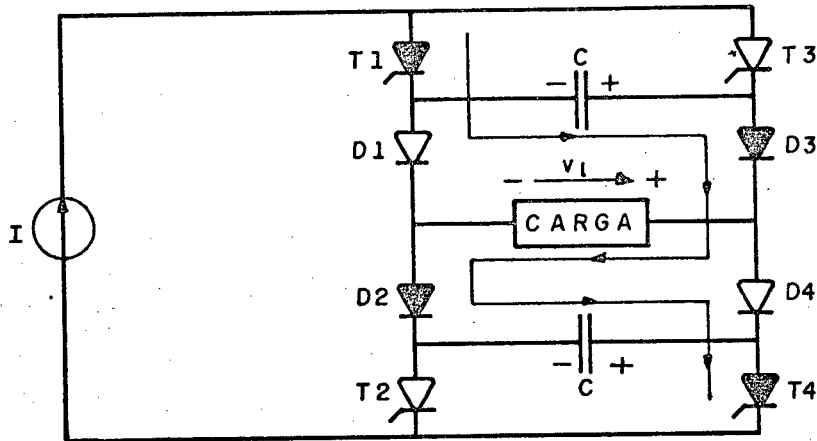 T1
C
T3
- +
D1
D3
v₁
- +
I
CARGA
D2
D4
- +
C
T2
T4